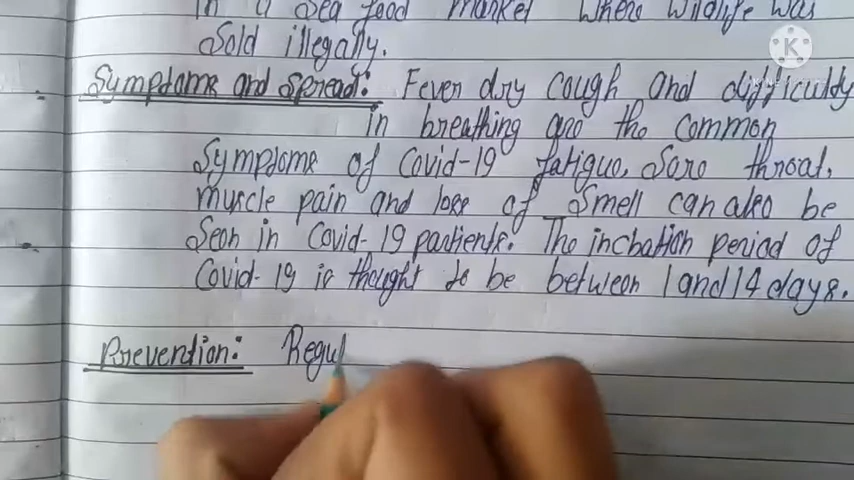 in a sea food market where wildlife was
Sold illegally.
Symptoms and Spread: Fever dry cough and difficulty
in breathing are the common
Symptoms of Covid-19 fatigue, Sore throat,
muscle pain and loss of Smell can also be
Seen in Covid-19 patients. The incbation period of
Covid-19 is thought to be between 1 and 14 days.
Prevention: Regul
K
KINEMASTER